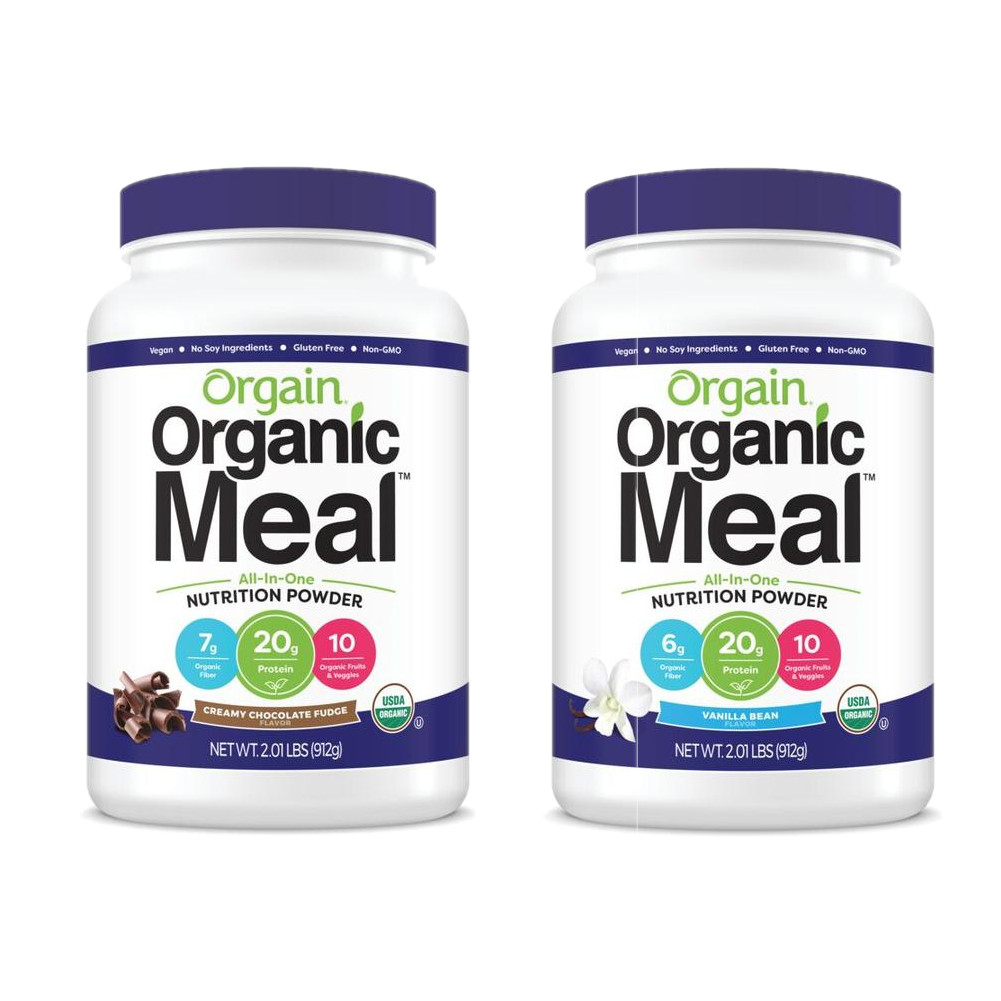 Vegan • No Soy Ingredients • Gluten Free • Non-GMO
Orgain®
Organic
Meal™
All-In-One
NUTRITION POWDER
7g
Organic
Fiber
20g
Protein
10
Organic Fruits
& Veggies
CREAMY CHOCOLATE FUDGE
FLAVOR
USDA
ORGANIC
U
NET WT. 2.01 LBS (912g)
Vegan • No Soy Ingredients • Gluten Free • Non-GMO
Orgain®
Organic
Meal™
All-In-One
NUTRITION POWDER
6g
Organic
Fiber
20g
Protein
10
Organic Fruits
& Veggies
VANILLA BEAN
FLAVOR
USDA
ORGANIC
U
NET WT. 2.01 LBS (912g)